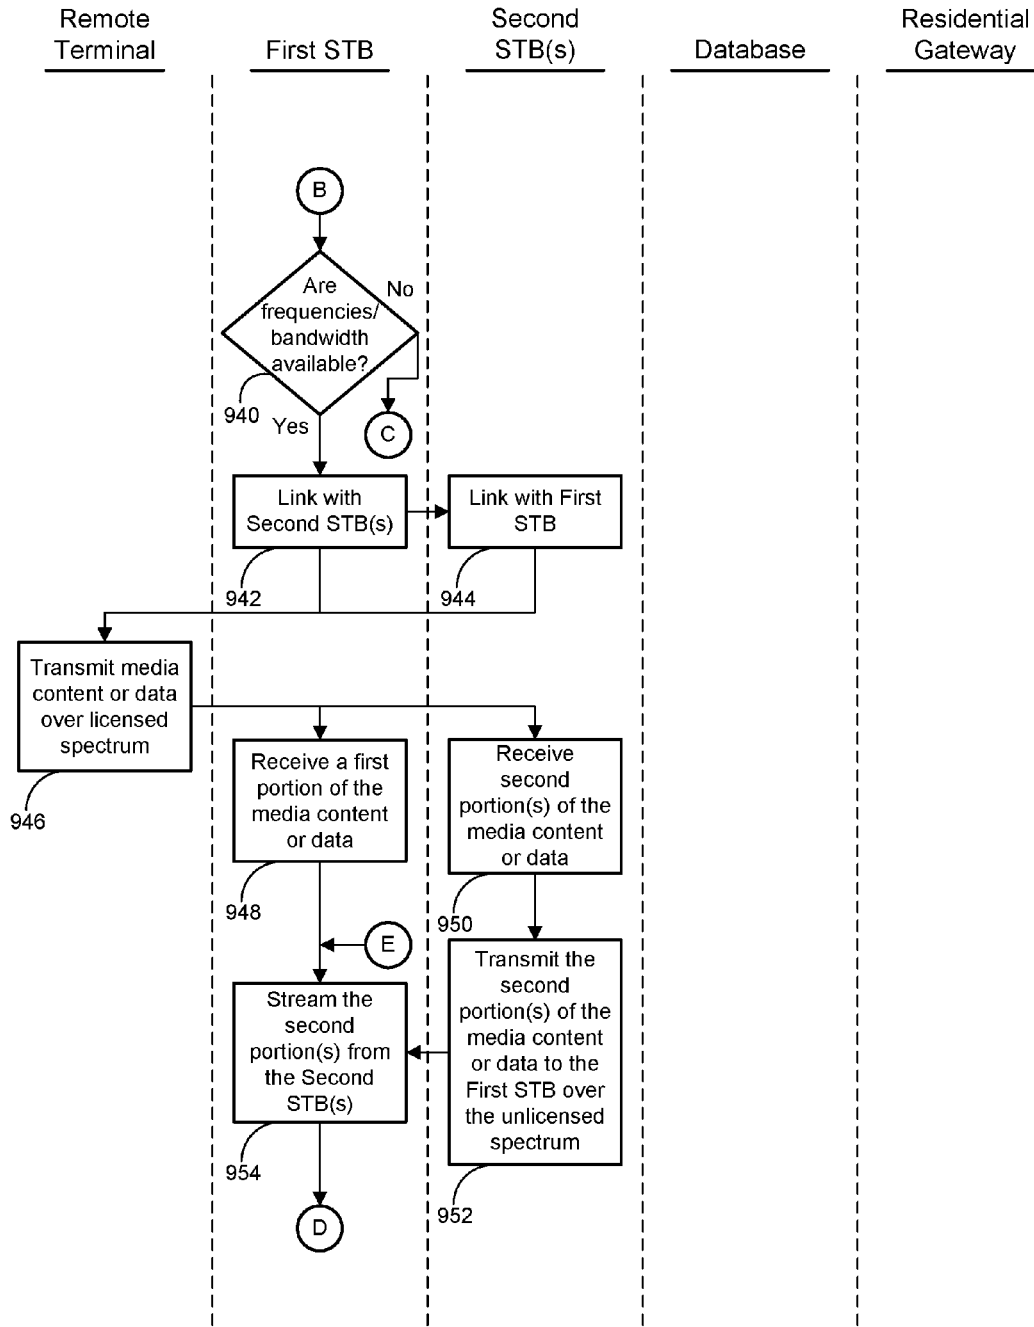 Remote
Terminal
First STB
Second
STB(s)
Database
Residential
Gateway
B
Are
frequencies/
bandwidth
available?
No
940
Yes
C
Link with
Second STB(s)
Link with First
STB
942
944
Transmit media
content or data
over licensed
spectrum
946
Receive a first
portion of the
media content
or data
Receive
second
portion(s) of the
media content
or data
948
950
E
Stream the
second
portion(s) from
the Second
STB(s)
Transmit the
second
portion(s) of the
media content
or data to the
First STB over
the unlicensed
spectrum
954
952
D